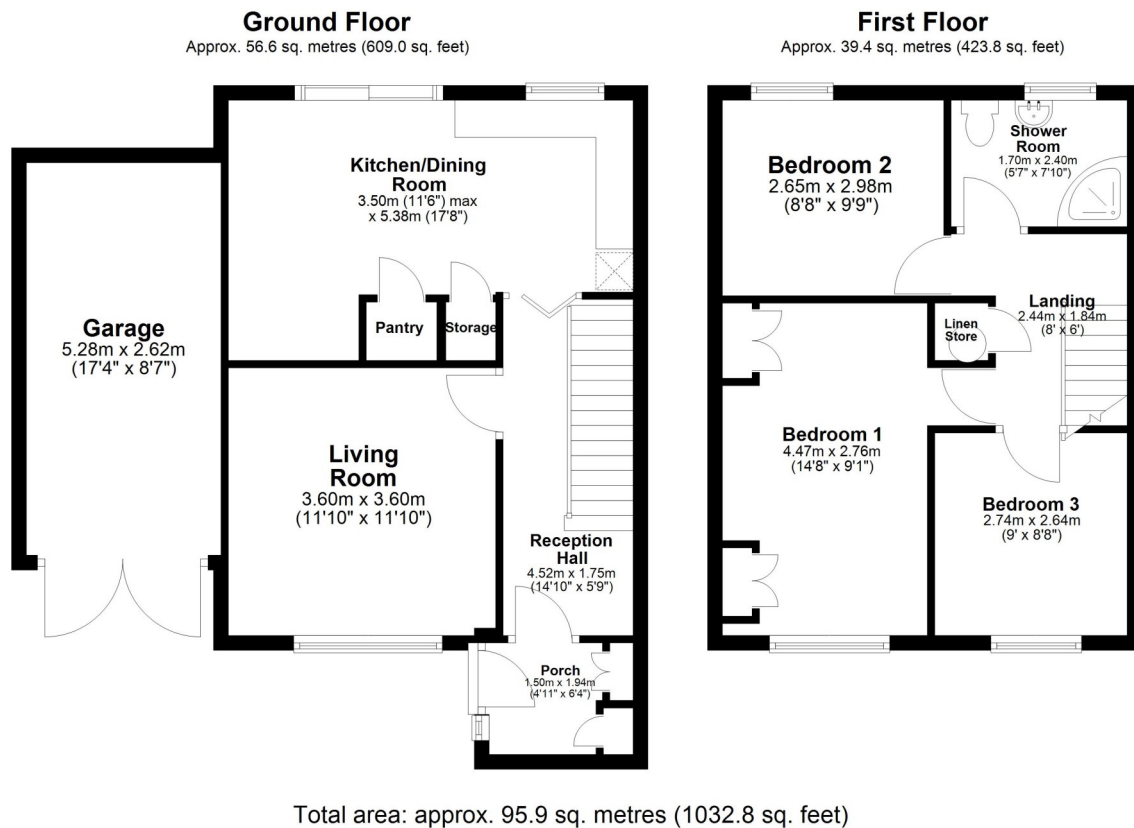 Ground Floor
Approx. 56.6 sq. metres (609.0 sq. feet)
Kitchen/Dining
Room
3.50m (11'6") max
x 5.38m (17'8")
Garage
5.28m x 2.62m
(17'4" x 8'7")
Pantry
Storage
Living
Room
3.60m x 3.60m
(11'10" x 11'10")
Reception
Hall
4.52m x 1.75m
(14'10" x 5'9")
Porch
1.50m x 1.94m
(4'11" x 6'4")
First Floor
Approx. 39.4 sq. metres (423.8 sq. feet)
Bedroom 2
2.65m x 2.98m
(8'8" x 9'9")
Shower
Room
1.70m x 2.40m
(5'7" x 7'10")
Landing
2.44m x 1.84m
(8' x 6')
Linen
Store
Bedroom 1
4.47m x 2.76m
(14'8" x 9'1")
Bedroom 3
2.74m x 2.64m
(9' x 8'8")
Total area: approx. 95.9 sq. metres (1032.8 sq. feet)